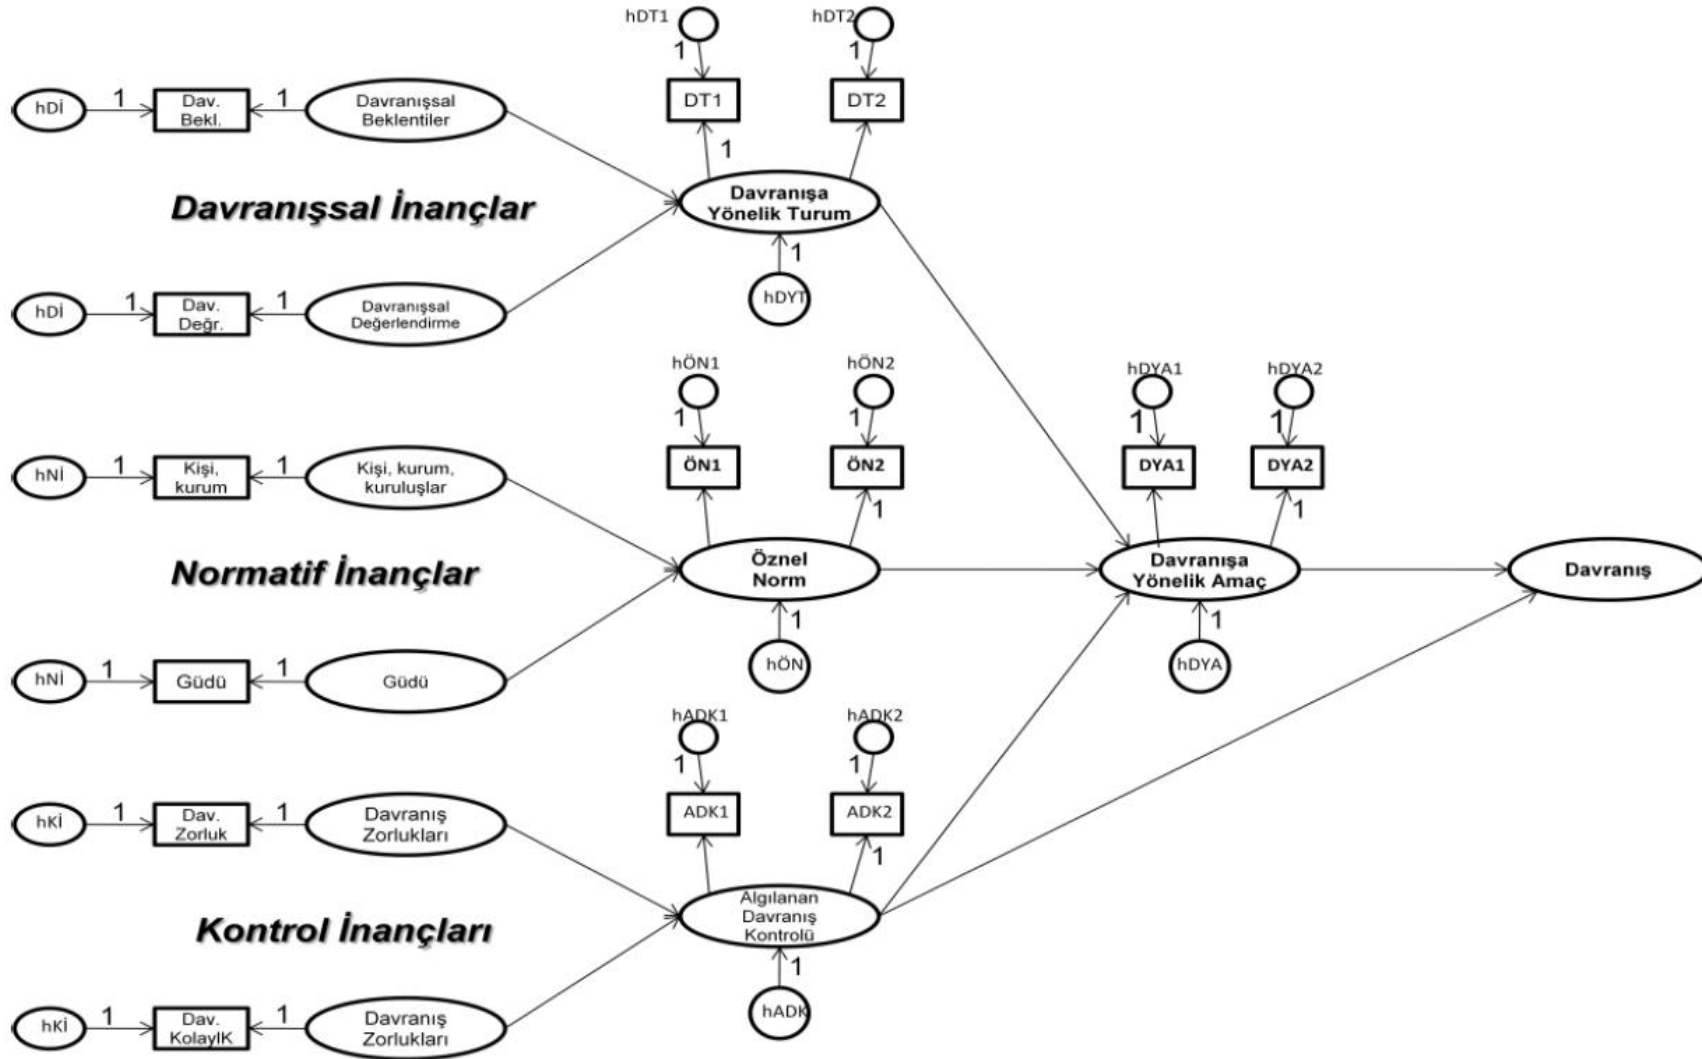 hDT1
hDT2
1
1
hDİ
1
Dav.
Bekl.
1
Davranışsal
Beklentiler
DT1
DT2
1
Davranışsal İnançlar
Davranışa
Yönelik Turum
1
hDYT
hDİ
1
Dav.
Değr.
1
Davranışsal
Değerlendirme
hÖN1
hÖN2
hDYA1
hDYA2
1
1
1
1
hNİ
1
Kişi,
kurum
1
Kişi, kurum,
kuruluşlar
ÖN1
ÖN2
DYA1
DYA2
1
1
Normatif İnançlar
Öznel
Norm
Davranışa
Yönelik Amaç
Davranış
1
1
hÖN
hDYA
hNİ
1
Güdü
1
Güdü
hADK1
hADK2
1
1
hKİ
1
Dav.
Zorluk
1
Davranış
Zorlukları
ADK1
ADK2
1
Kontrol İnançları
Algılanan
Davranış
Kontrolü
1
hADK
hKİ
1
Dav.
KolaylK
1
Davranış
Zorlukları